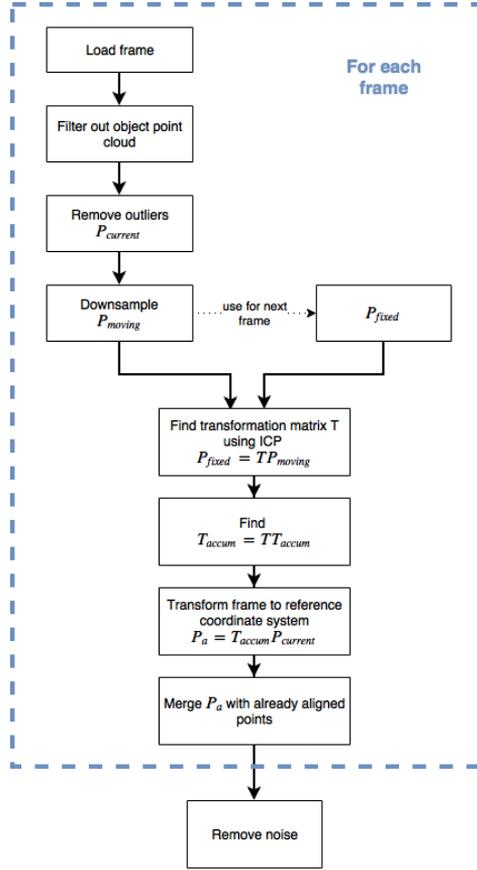 For each
frame
Load frame
Filter out object point
cloud
Remove outliers
P_current
Downsample
P_moving
use for next
frame
P_fixed
Find transformation matrix T
using ICP
P_fixed = TP_moving
Find
T_accum = TT_accum
Transform frame to reference
coordinate system
P_a = T_accum P_current
Merge P_a with already aligned
points
Remove noise